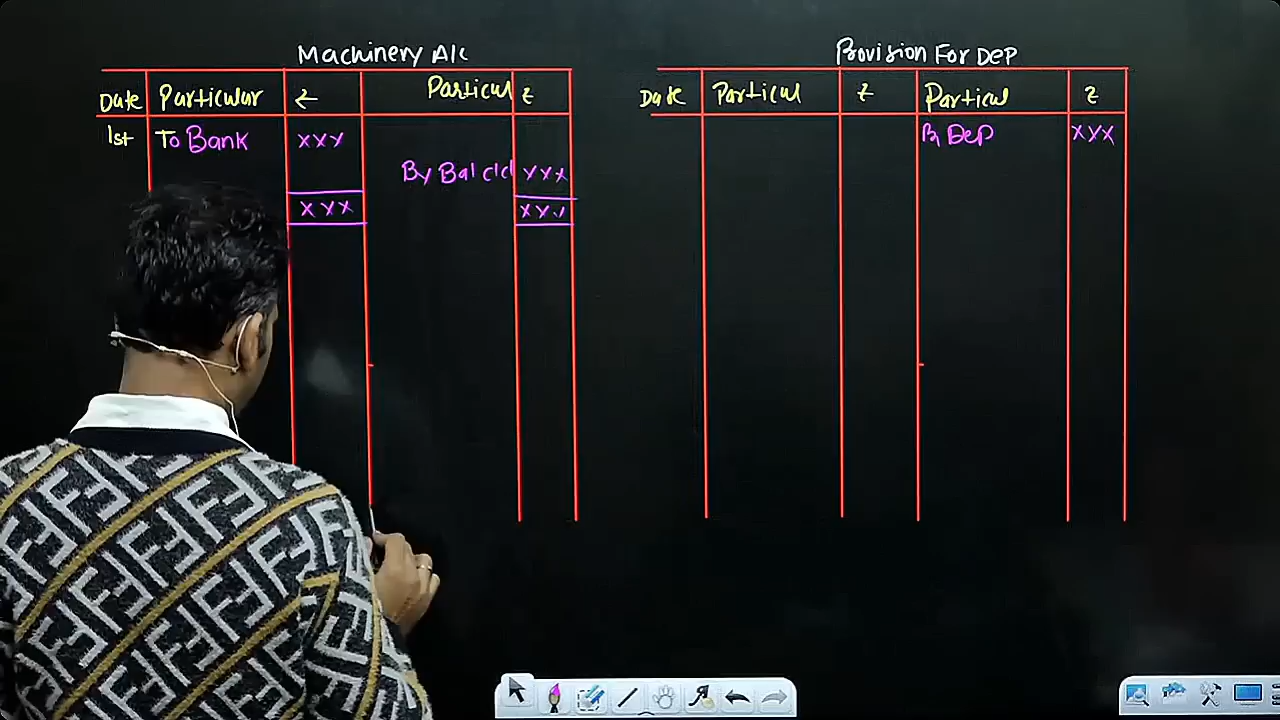 Machinery A/c
Date Particular ₹ Particul ₹
1st To Bank xxx
By Bal c/d xxx
xxx xxx
Provision For Dep
Date Particul ₹ Particul ₹
By Dep xxx